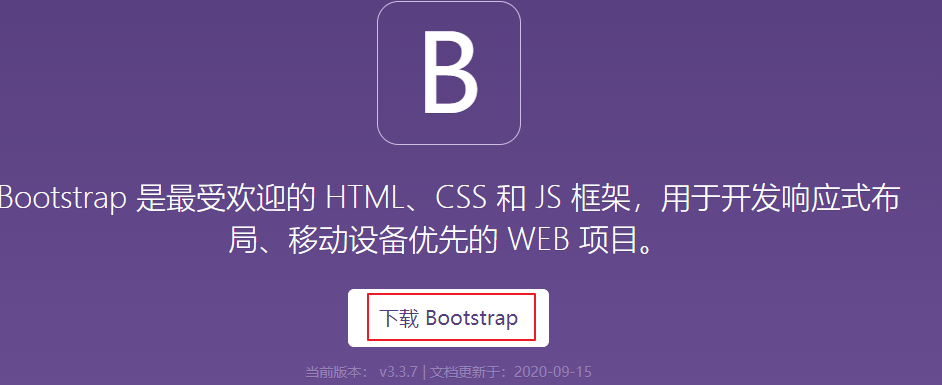 B
Bootstrap 是最受欢迎的 HTML、CSS 和 JS 框架，用于开发响应式布
局、移动设备优先的 WEB 项目。
下载 Bootstrap
当前版本： v3.3.7 | 文档更新于：2020-09-15